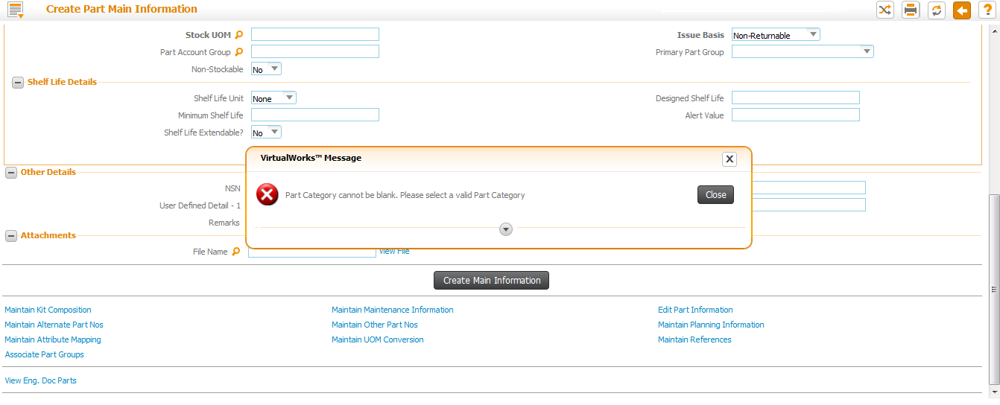 Create Part Main Information
?
Stock UOM
Issue Basis Non-Returnable
Part Account Group
Primary Part Group
Non-Stockable No
Shelf Life Details
Shelf Life Unit None
Designed Shelf Life
Minimum Shelf Life
Alert Value
Shelf Life Extendable? No
VirtualWorks™ Message X
Part Category cannot be blank. Please select a valid Part Category
Close
Other Details
NSN
User Defined Detail - 1
Remarks
Attachments
File Name
View File
Create Main Information
Maintain Kit Composition Maintain Maintenance Information Edit Part Information
Maintain Alternate Part Nos Maintain Other Part Nos Maintain Planning Information
Maintain Attribute Mapping Maintain UOM Conversion Maintain References
Associate Part Groups
View Eng. Doc Parts